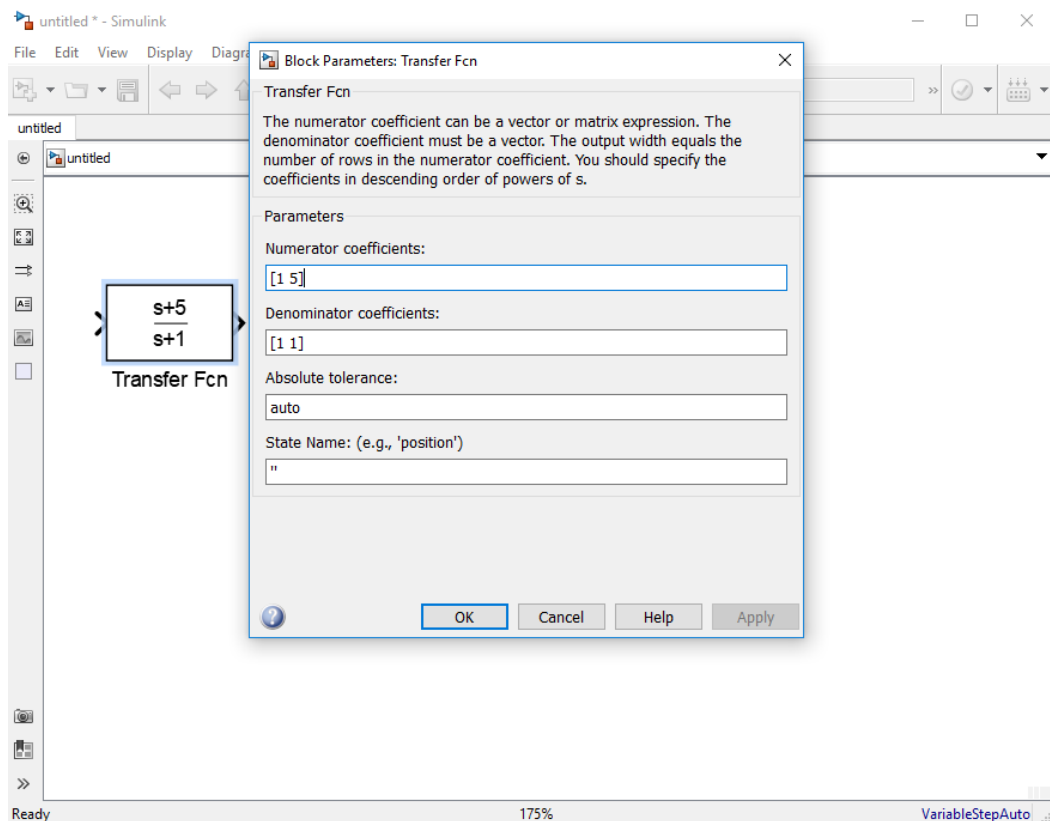 untitled * - Simulink
File Edit View Display
Block Parameters: Transfer Fcn
Transfer Fcn
The numerator coefficient can be a vector or matrix expression. The
denominator coefficient must be a vector. The output width equals the
number of rows in the numerator coefficient. You should specify the
coefficients in descending order of powers of s.
untitled
untitled
Parameters
Numerator coefficients:
[1 5]
Denominator coefficients:
[1 1]
Absolute tolerance:
auto
State Name: (e.g., 'position')
''
s+5
s+1
Transfer Fcn
OK Cancel Help Apply
Ready 175% VariableStepAuto